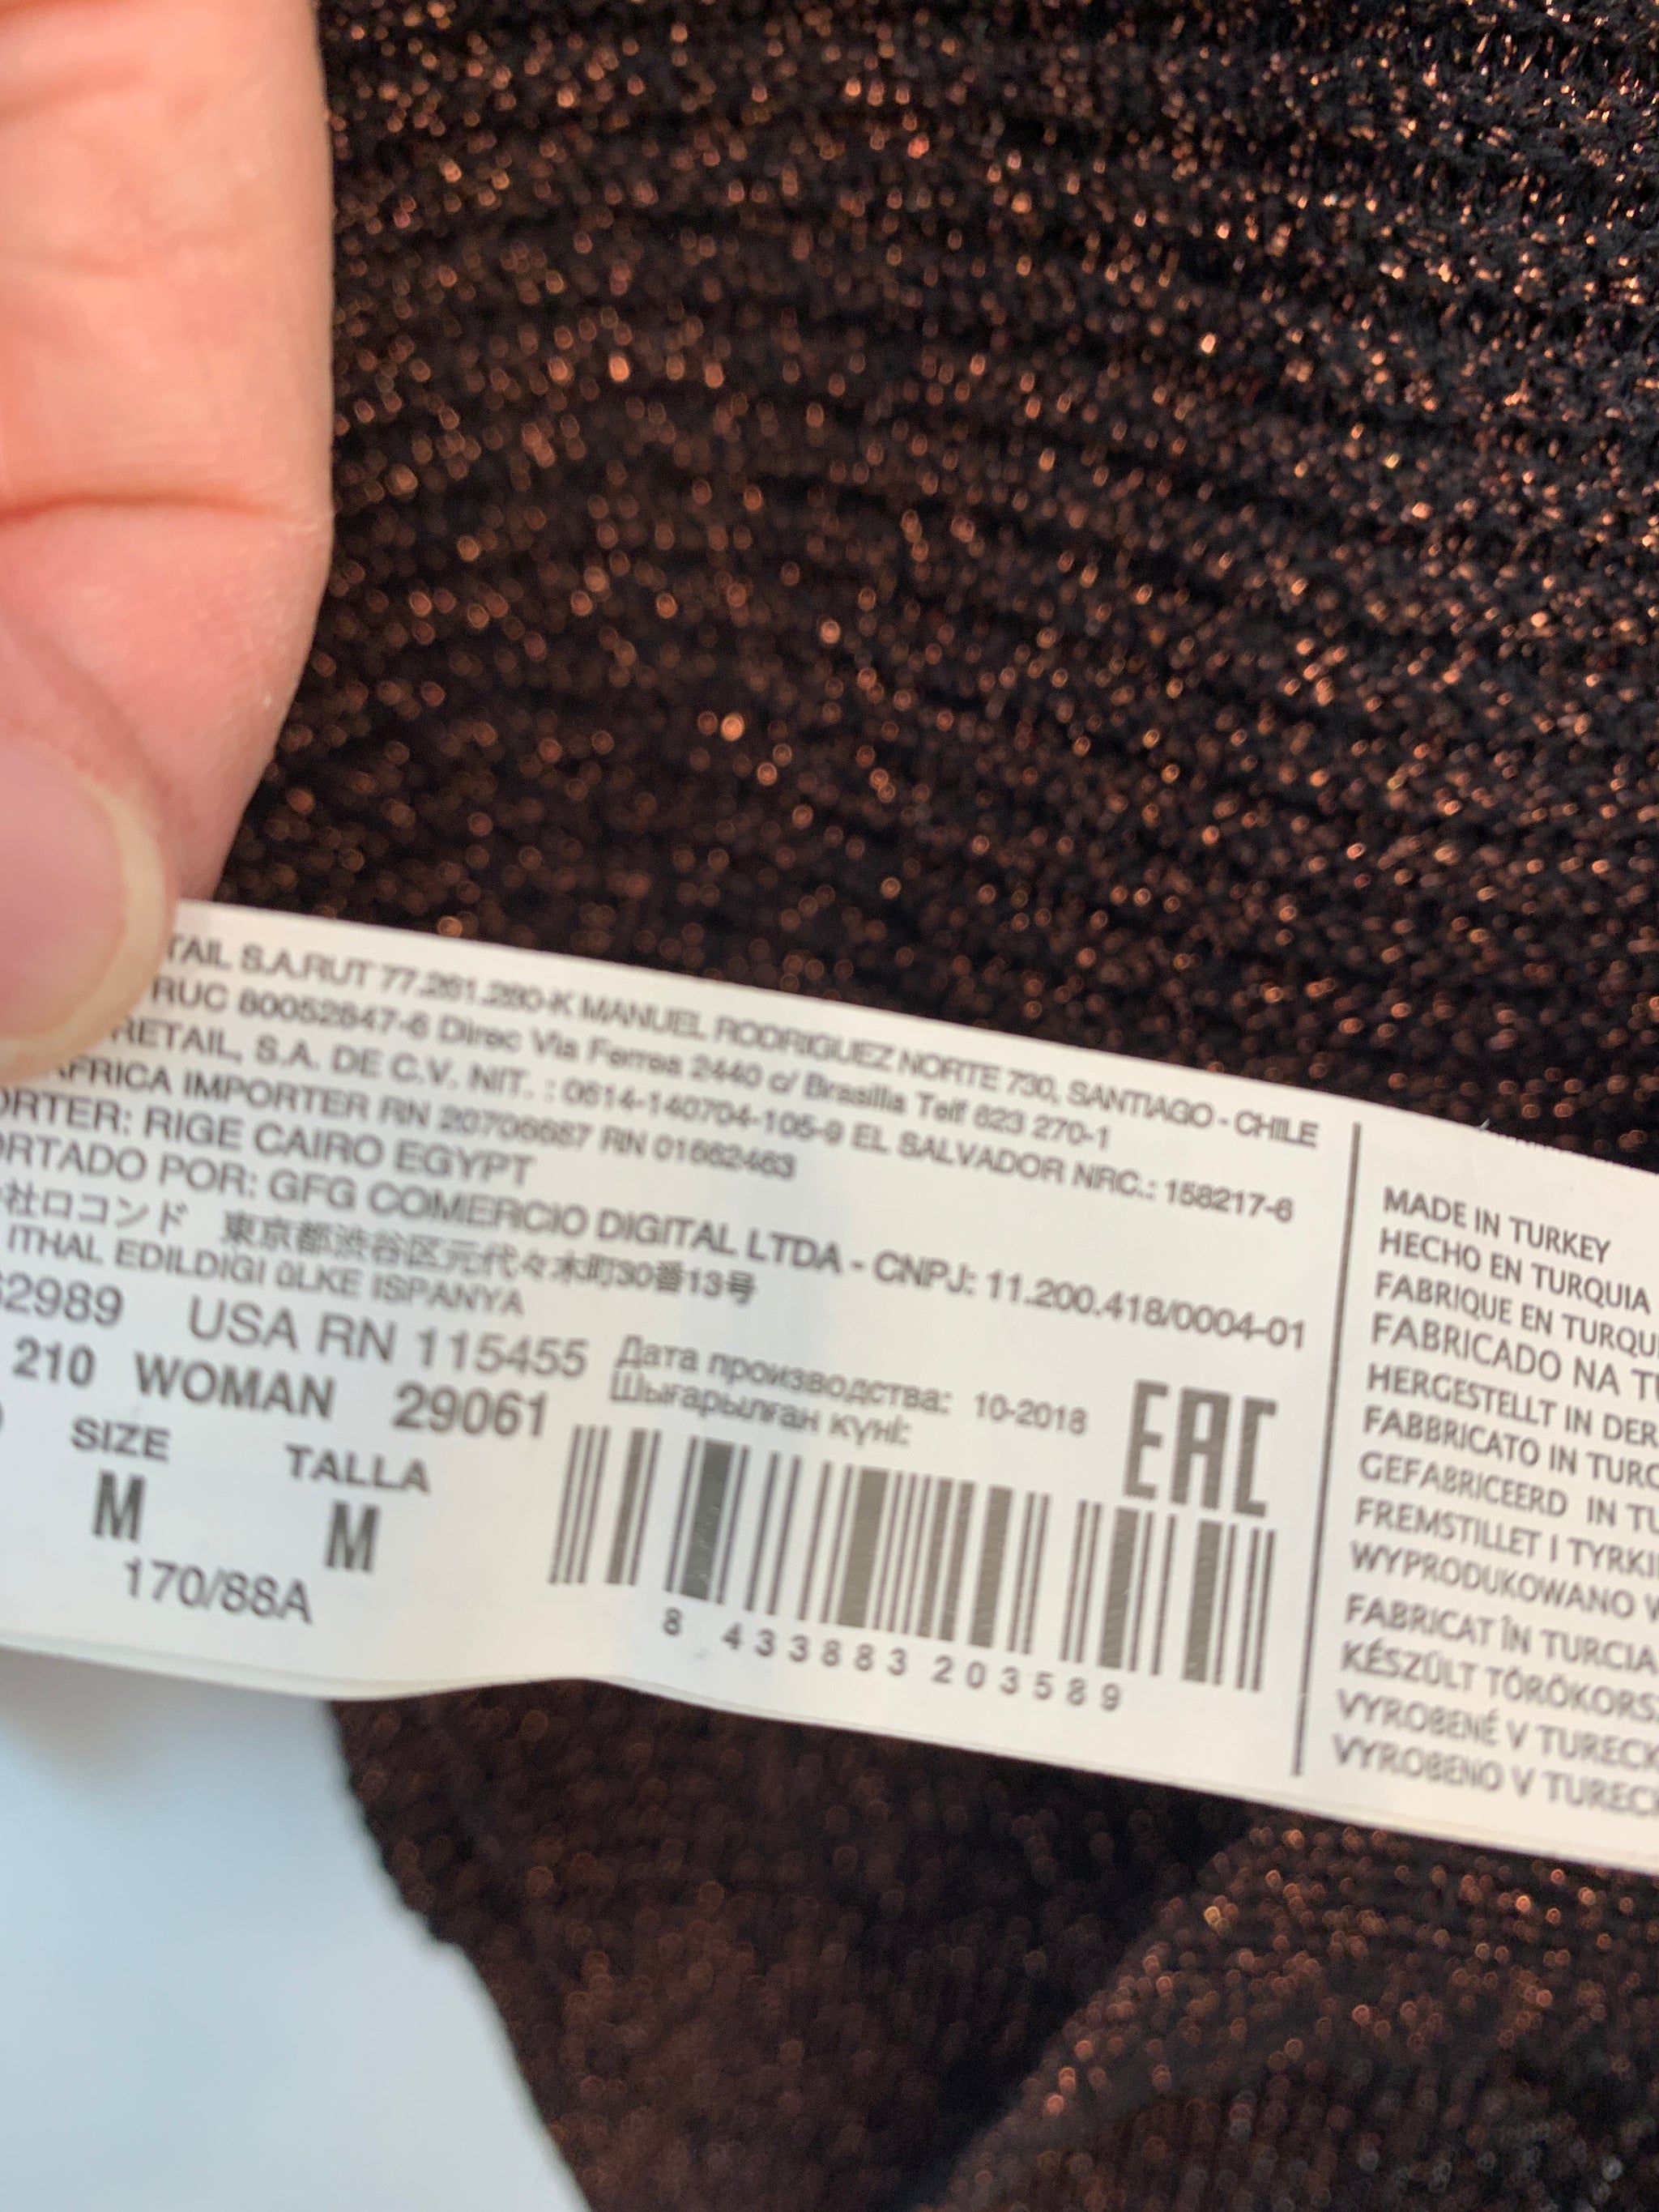 TAIL S.A.RUT 77.261.280-K MANUEL RODRIGUEZ NORTE 730, SANTIAGO - CHILE
RUC 80052847-6 Direc Via Ferrea 2440 c/ Brasilia Telf 623 270-1
RETAIL, S.A. DE C.V. NIT. : 0614-140704-105-9 EL SALVADOR NRC.: 158217-6
AFRICA IMPORTER RN 20706687 RN 01662463
ORTER: RIGE CAIRO EGYPT
ORTADO POR: GFG COMERCIO DIGITAL LTDA - CNPJ: 11.200.418/0004-01
社ロコンド 東京都渋谷区元代々木町30番13号
ITHAL EDILDIGI ÜLKE ISPANYA
62989 USA RN 115455
210 WOMAN 29061
SIZE TALLA
M M
170/88A
Дата производства: 10-2018
Шығарылған күні:
EAC
8 433883 203589
MADE IN TURKEY
HECHO EN TURQUIA
FABRIQUE EN TURQUI
FABRICADO NA TU
HERGESTELLT IN DER
FABBRICATO IN TURC
GEFABRICEERD IN TU
FREMSTILLET I TYRKI
WYPRODUKOWANO W
FABRICAT ÎN TURCIA
KÉSZÜLT TÖRÖKORSZ
VYROBENÉ V TURECK
VYROBENO V TURECK